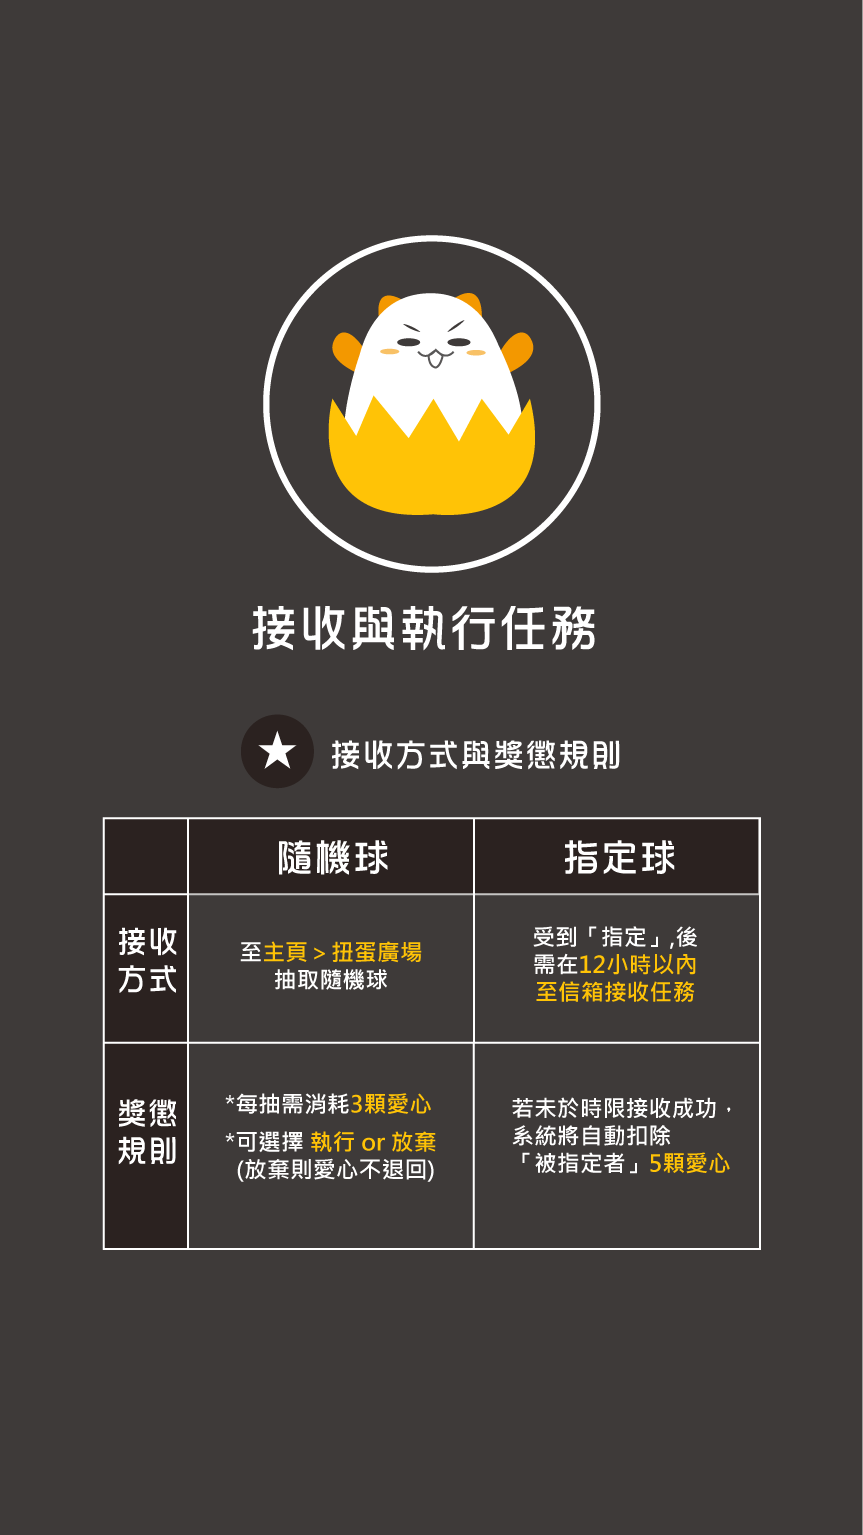 接收與執行任務
★ 接收方式與獎懲規則
隨機球
指定球
接收
方式
至主頁 > 扭蛋廣場
抽取隨機球
受到「指定」,後
需在12小時以內
至信箱接收任務
獎懲
規則
*每抽需消耗3顆愛心
*可選擇 執行 or 放棄
(放棄則愛心不退回)
若未於時限接收成功，
系統將自動扣除
「被指定者」5顆愛心